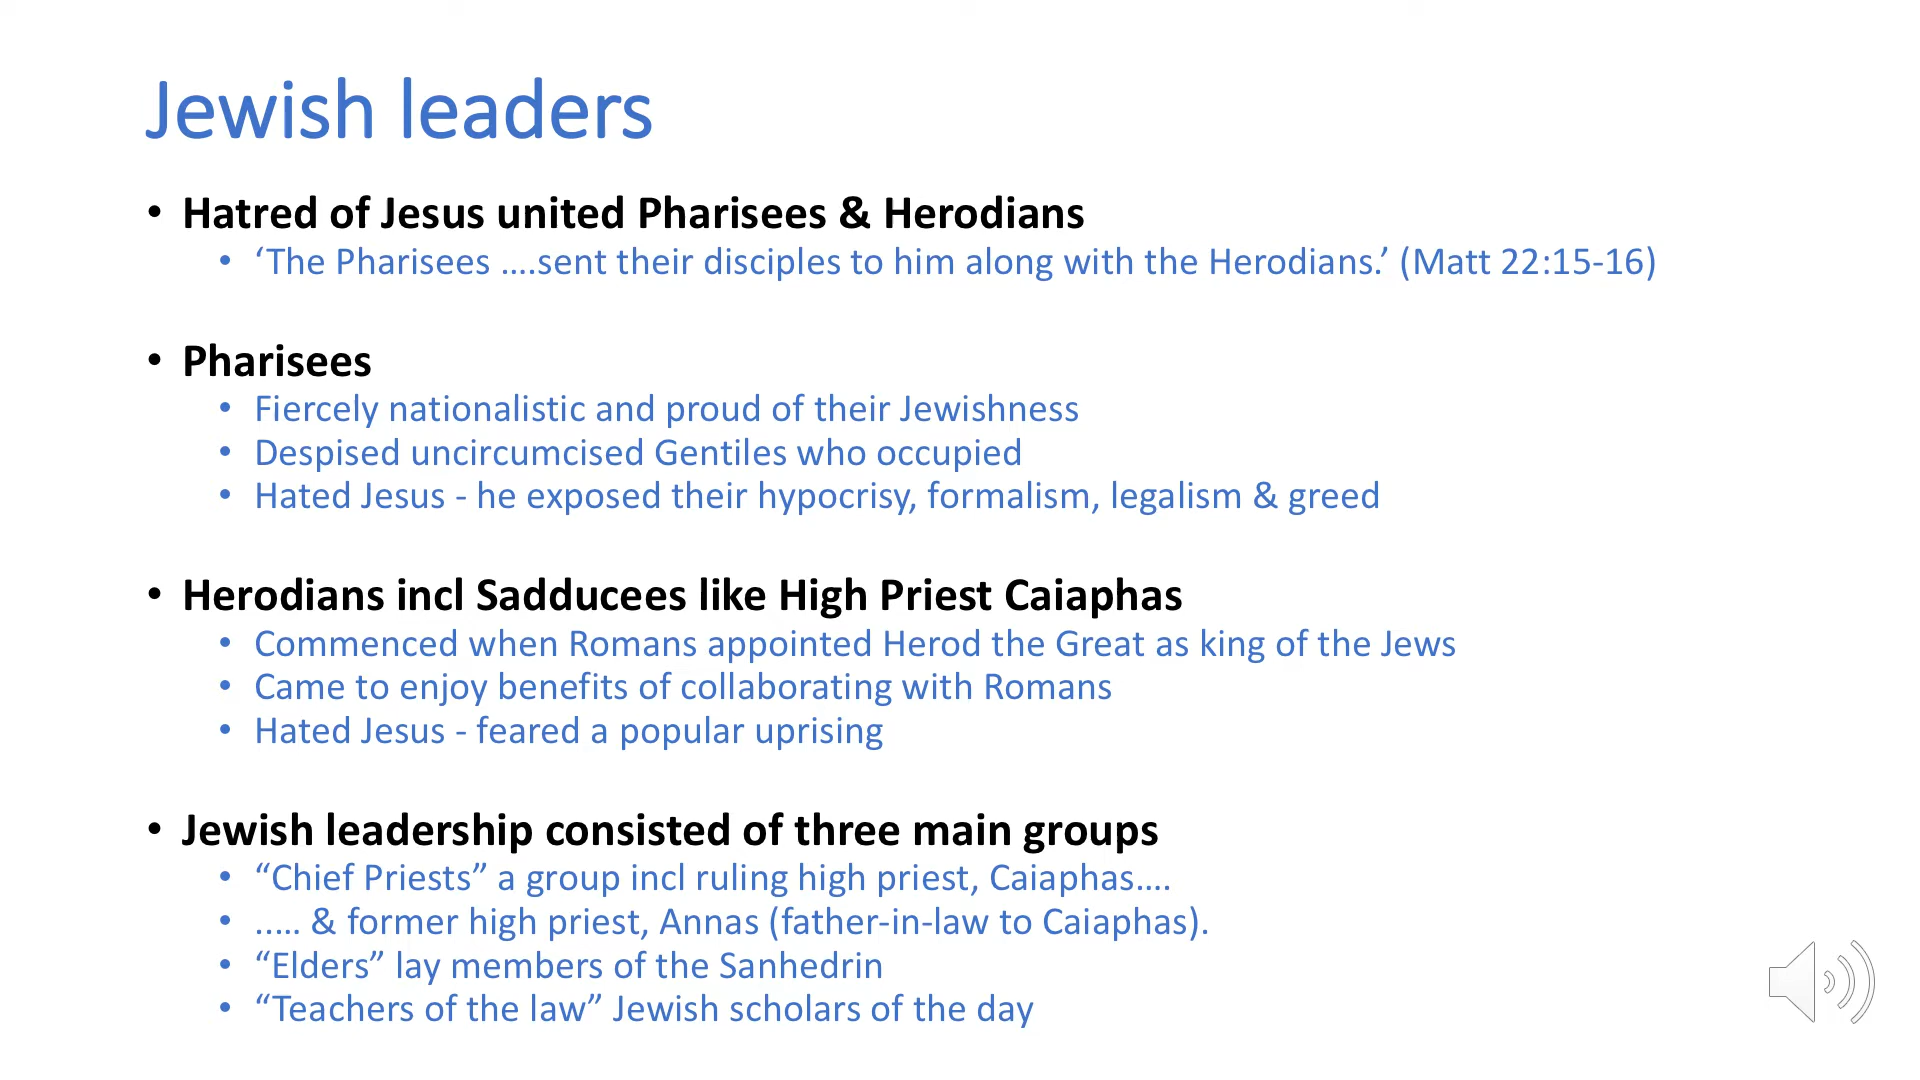 Jewish leaders
• Hatred of Jesus united Pharisees & Herodians
• ‘The Pharisees ....sent their disciples to him along with the Herodians.’ (Matt 22:15-16)
• Pharisees
• Fiercely nationalistic and proud of their Jewishness
• Despised uncircumcised Gentiles who occupied
• Hated Jesus - he exposed their hypocrisy, formalism, legalism & greed
• Herodians incl Sadducees like High Priest Caiaphas
• Commenced when Romans appointed Herod the Great as king of the Jews
• Came to enjoy benefits of collaborating with Romans
• Hated Jesus - feared a popular uprising
• Jewish leadership consisted of three main groups
• “Chief Priests” a group incl ruling high priest, Caiaphas....
• ..... & former high priest, Annas (father-in-law to Caiaphas).
• “Elders” lay members of the Sanhedrin
• “Teachers of the law” Jewish scholars of the day